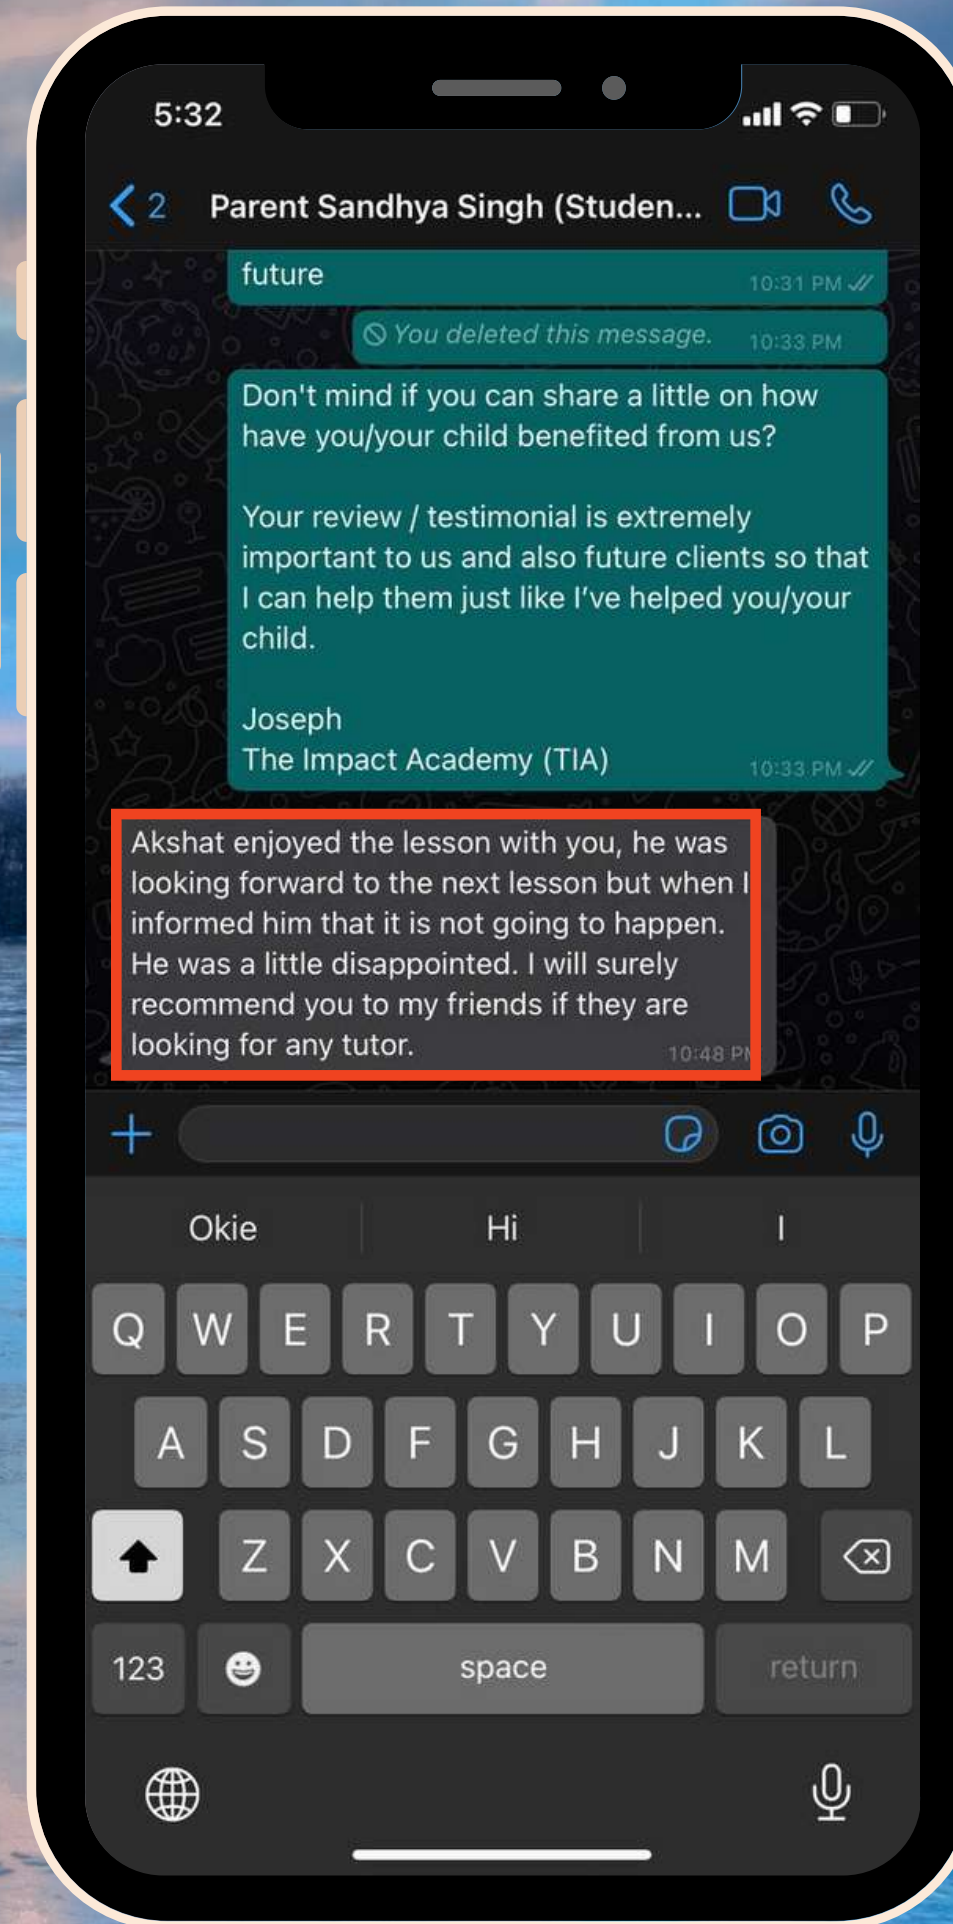 5:32
2 Parent Sandhya Singh (Studen...
future
10:31 PM
You deleted this message. 10:33 PM
Don't mind if you can share a little on how
have you/your child benefited from us?
Your review / testimonial is extremely
important to us and also future clients so that
I can help them just like I've helped you/your
child.
Joseph
The Impact Academy (TIA)
10:33 PM
Akshat enjoyed the lesson with you, he was
looking forward to the next lesson but when I
informed him that it is not going to happen.
He was a little disappointed. I will surely
recommend you to my friends if they are
looking for any tutor.
10:48 PM
Okie Hi I
Q W E R T Y U I O P
A S D F G H J K L
Z X C V B N M
123 space return